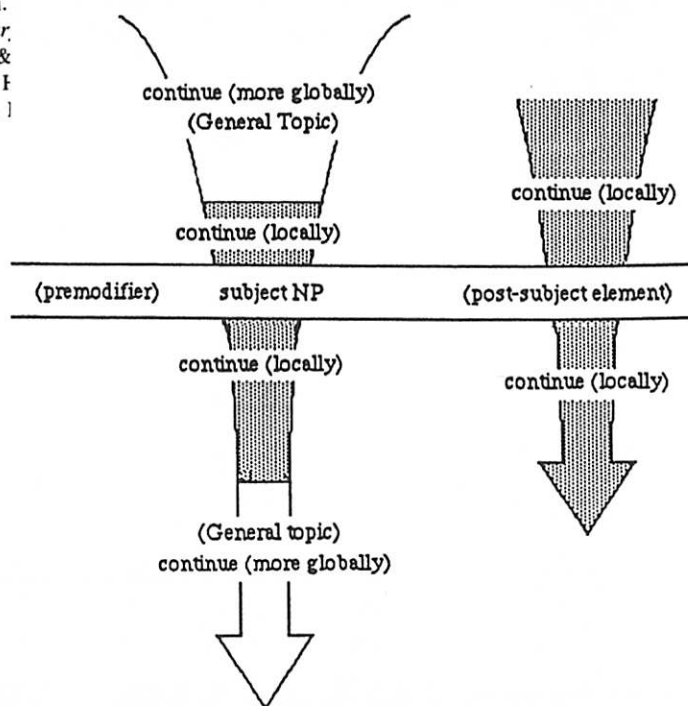 &
continue (more globally)
(General Topic)
continue (locally)
continue (locally)
(premodifier) subject NP (post-subject element)
continue (locally)
continue (locally)
(General topic)
continue (more globally)